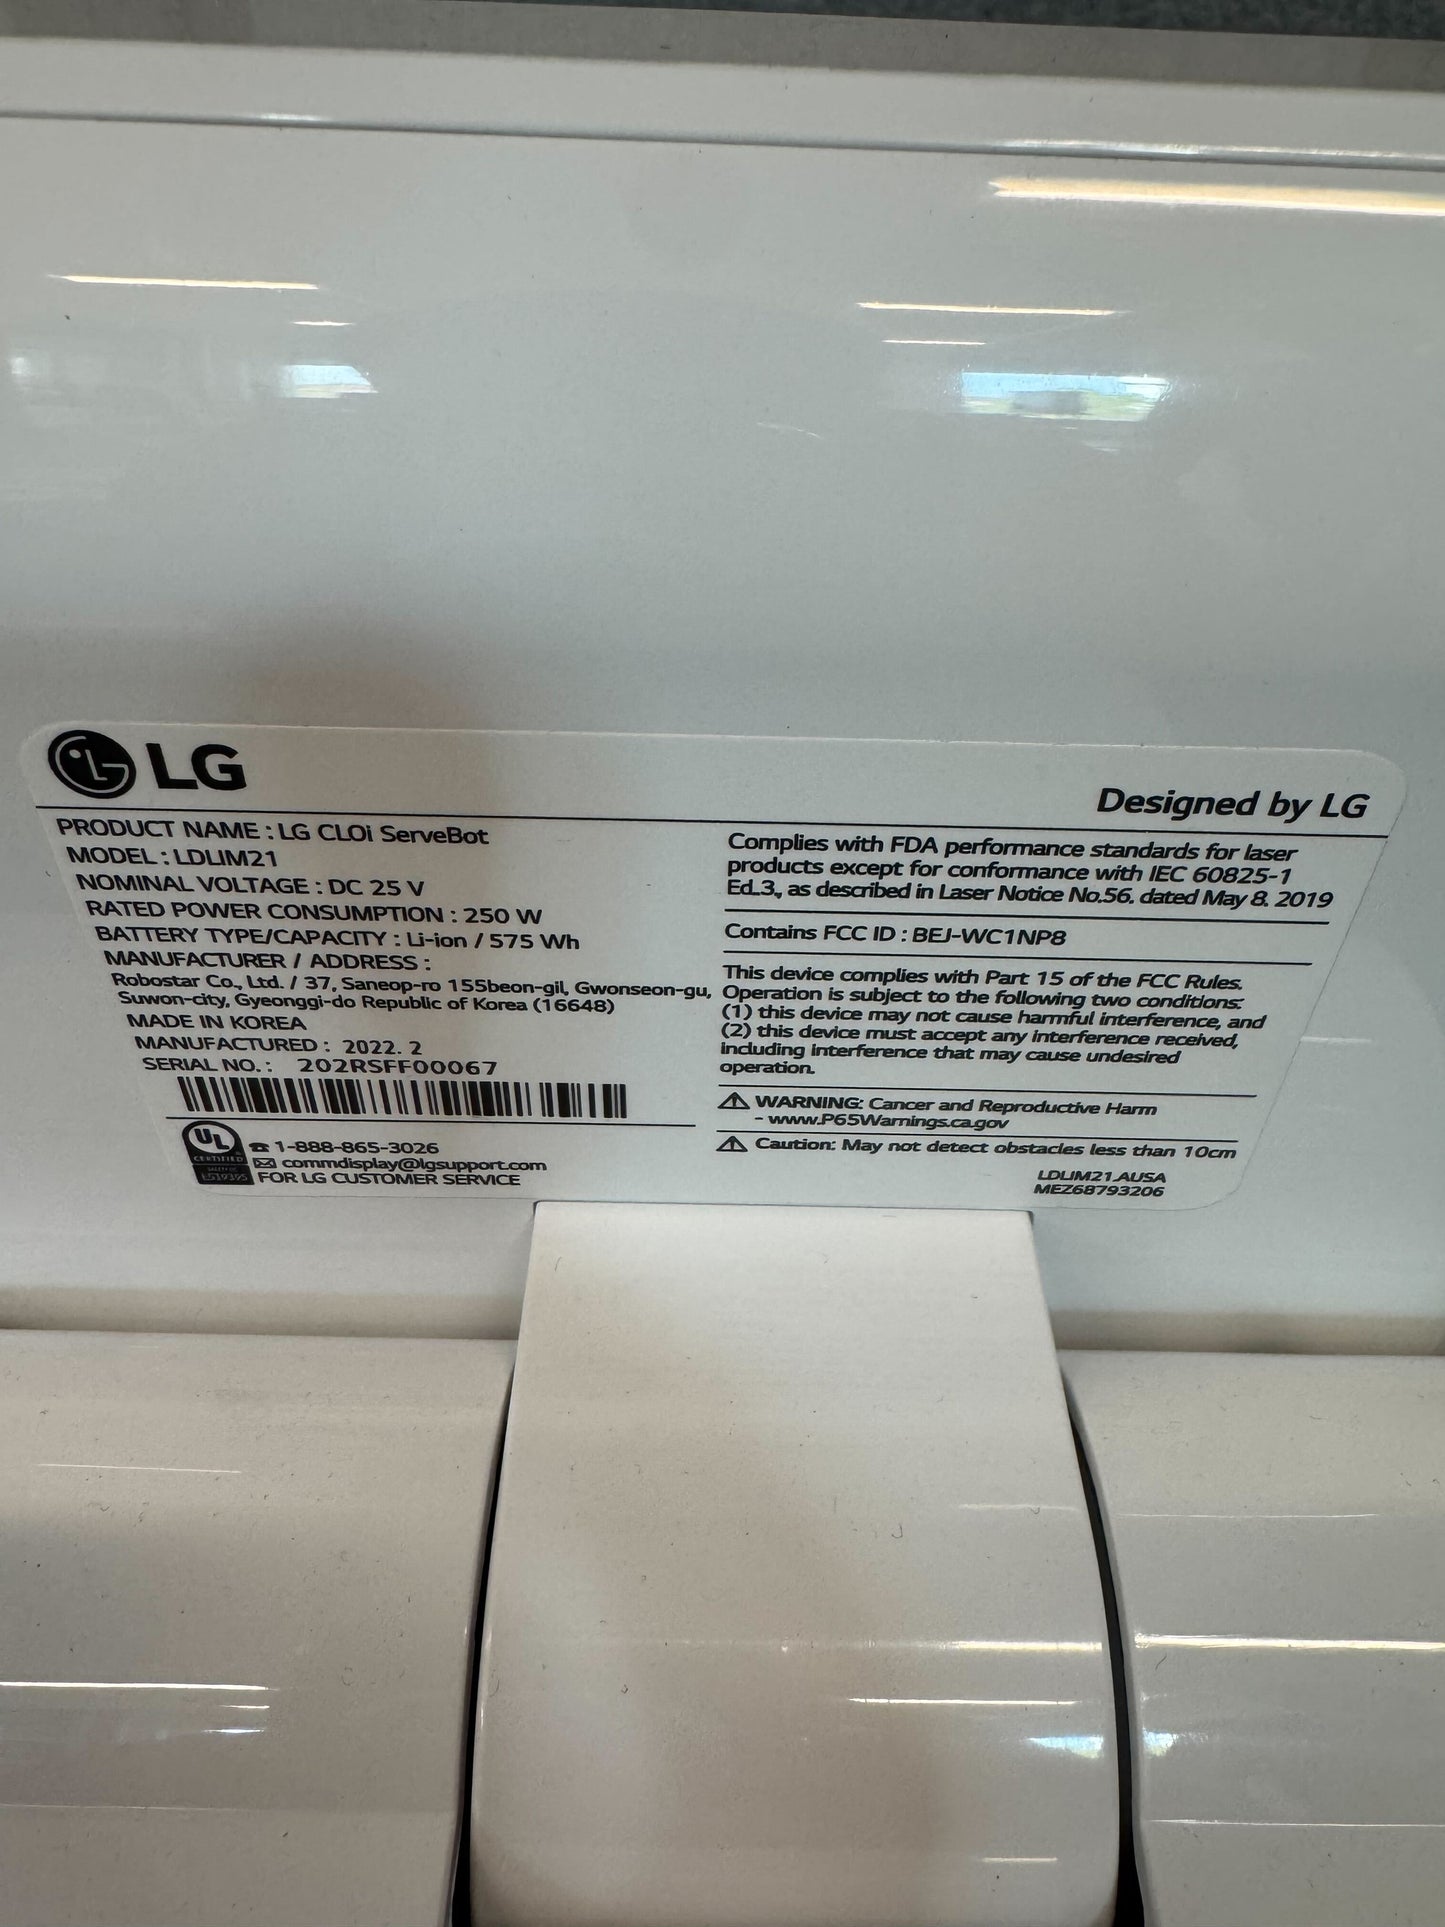 LG
Designed by LG
PRODUCT NAME : LG CLOi ServeBot
MODEL : LDLIM21
NOMINAL VOLTAGE : DC 25 V
RATED POWER CONSUMPTION : 250 W
BATTERY TYPE/CAPACITY : Li-ion / 575 Wh
MANUFACTURER / ADDRESS :
Robostar Co., Ltd. / 37, Saneop-ro 155beon-gil, Gwonseon-gu,
Suwon-city, Gyeonggi-do Republic of Korea (16648)
MADE IN KOREA
MANUFACTURED : 2022. 2
SERIAL NO. : 202RSFF00067
UL
CERTIFIED
1-888-865-3026
commdisplay@lgsupport.com
FOR LG CUSTOMER SERVICE
Complies with FDA performance standards for laser
products except for conformance with IEC 60825-1
Ed.3., as described in Laser Notice No.56. dated May 8. 2019
Contains FCC ID : BEJ-WC1NP8
This device complies with Part 15 of the FCC Rules.
Operation is subject to the following two conditions:
(1) this device may not cause harmful interference, and
(2) this device must accept any interference received,
including interference that may cause undesired
operation.
WARNING: Cancer and Reproductive Harm
- www.P65Warnings.ca.gov
Caution: May not detect obstacles less than 10cm
LDLIM21.AUSA
MEZ68793206